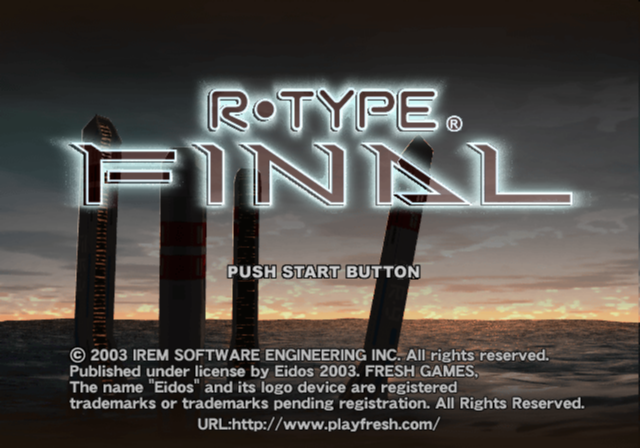 R•TYPE®
FINAL
PUSH START BUTTON
© 2003 IREM SOFTWARE ENGINEERING INC. All rights reserved.
Published under license by Eidos 2003. FRESH GAMES,
The name "Eidos" and its logo device are registered
trademarks or trademarks pending registration. All Rights Reserved.
URL:http://www.playfresh.com/